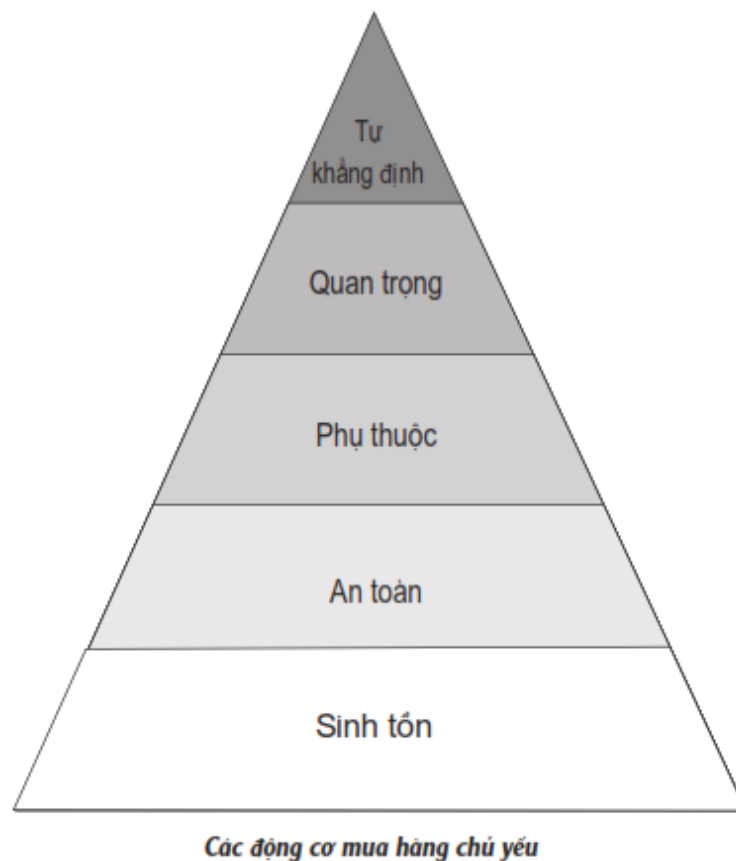 Tự
khẳng định
Quan trọng
Phụ thuộc
An toàn
Sinh tồn
Các động cơ mua hàng chủ yếu